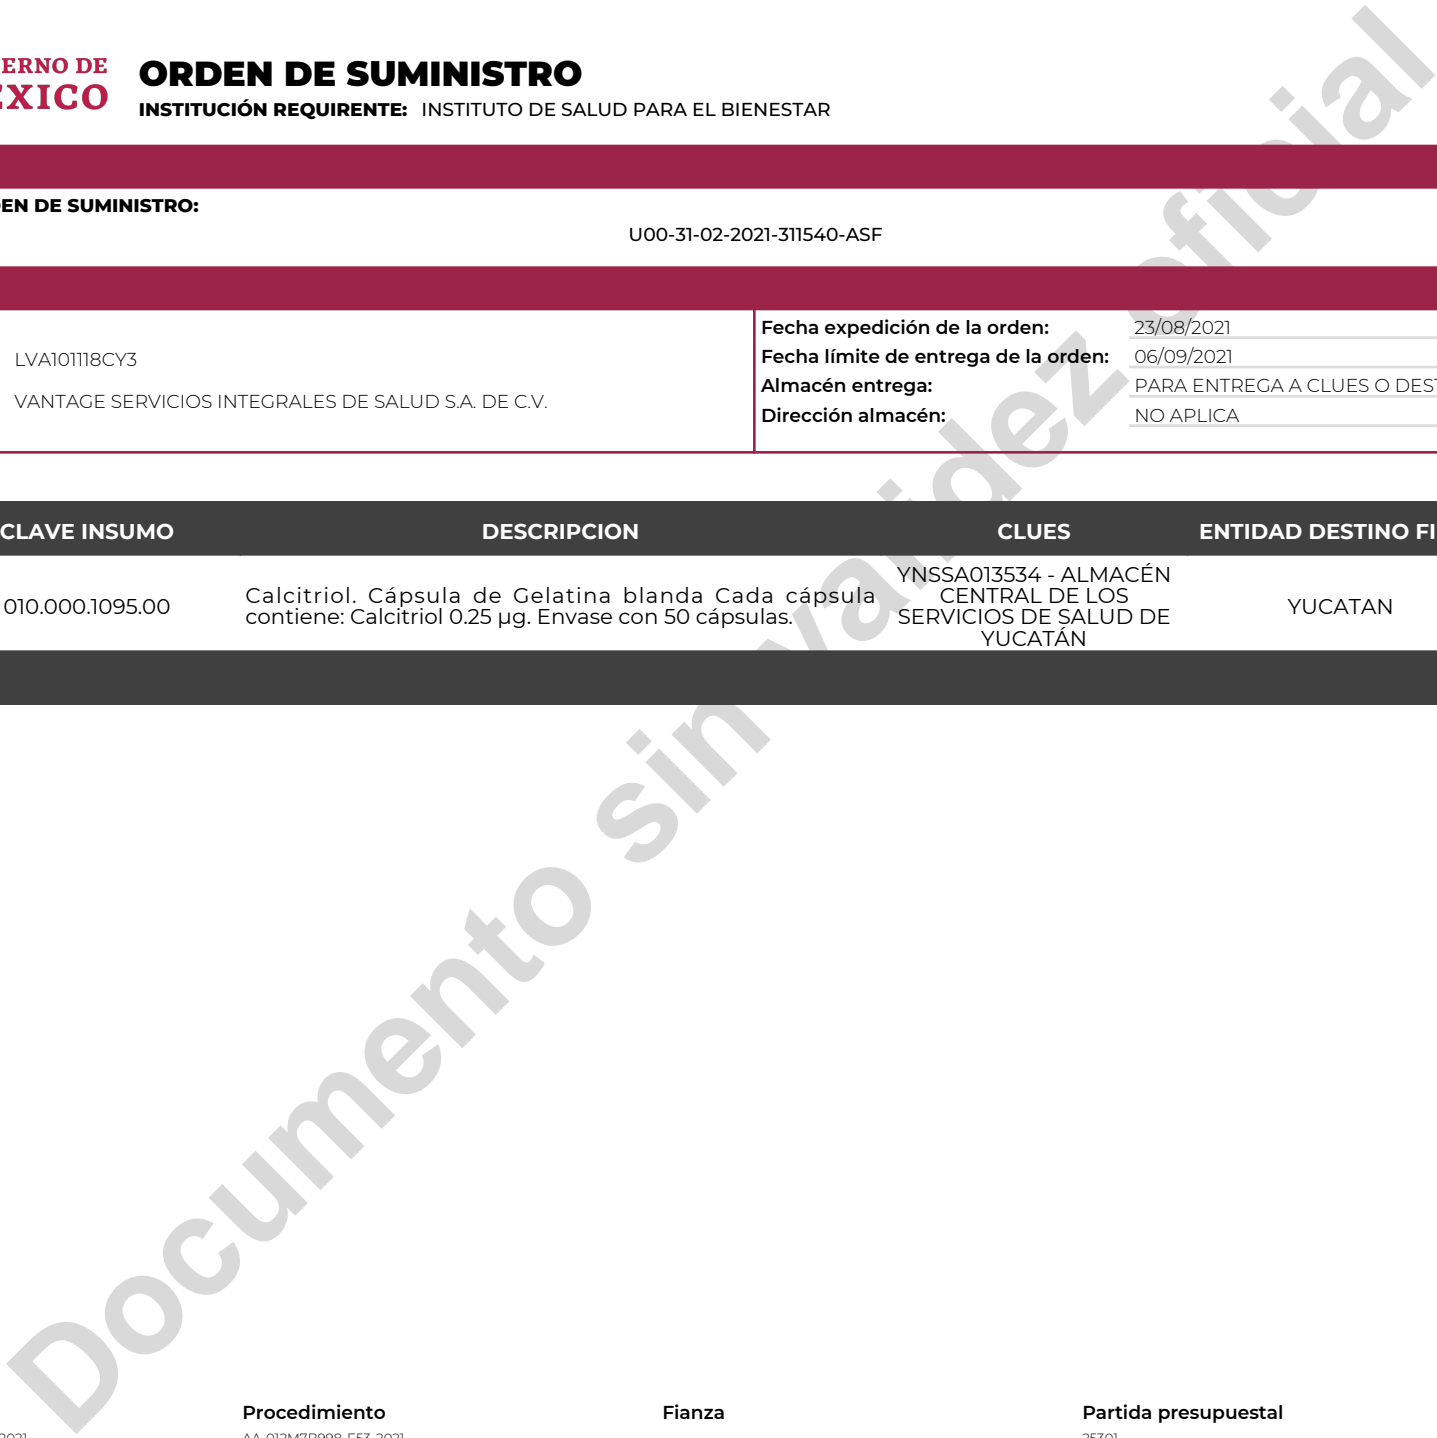 ERNO DE
EXICO
ORDEN DE SUMINISTRO
INSTITUCIÓN REQUIRENTE: INSTITUTO DE SALUD PARA EL BIENESTAR
EN DE SUMINISTRO:
U00-31-02-2021-311540-ASF
LVA101118CY3
VANTAGE SERVICIOS INTEGRALES DE SALUD S.A. DE C.V.
Fecha expedición de la orden: 23/08/2021
Fecha límite de entrega de la orden: 06/09/2021
Almacén entrega: PARA ENTREGA A CLUES O DEST
Dirección almacén: NO APLICA
CLAVE INSUMO DESCRIPCION CLUES ENTIDAD DESTINO FI
010.000.1095.00
Calcitriol. Cápsula de Gelatina blanda Cada cápsula
contiene: Calcitriol 0.25 µg. Envase con 50 cápsulas.
YNSSA013534 - ALMACÉN
CENTRAL DE LOS
SERVICIOS DE SALUD DE
YUCATÁN
YUCATAN
Documento sin validez oficial
Procedimiento Fianza Partida presupuestal